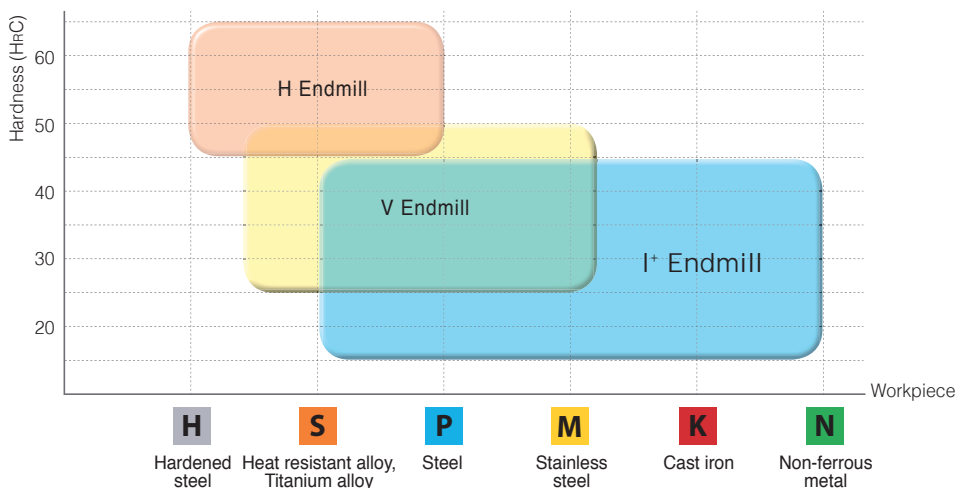 Hardness (HRC)
60
50
40
30
20
H Endmill
V Endmill
I+ Endmill
Workpiece
H
S
P
M
K
N
Hardened
steel
Heat resistant alloy,
Titanium alloy
Steel
Stainless
steel
Cast iron
Non-ferrous
metal